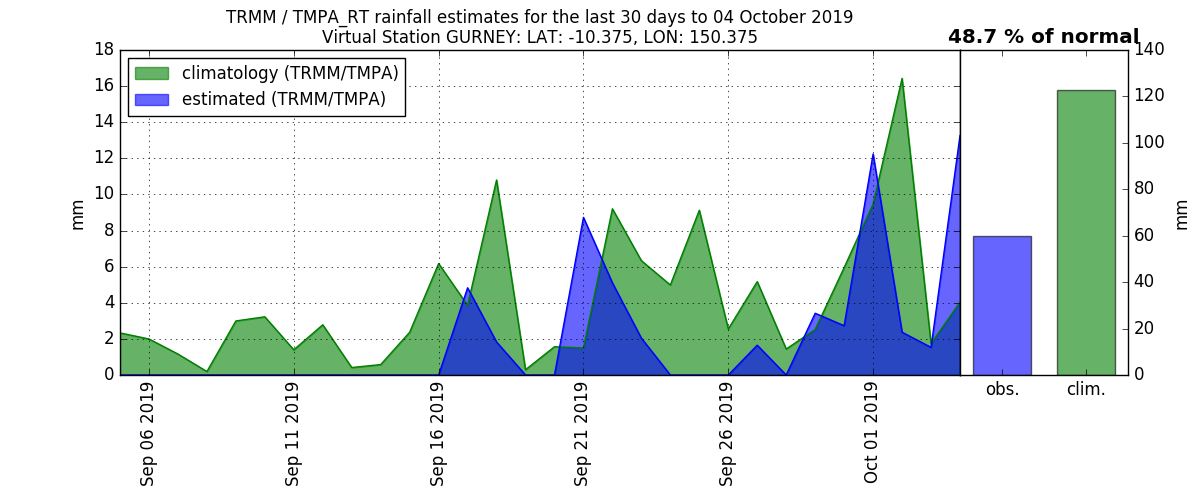 TRMM / TMPA_RT rainfall estimates for the last 30 days to 04 October 2019
Virtual Station GURNEY: LAT: -10.375, LON: 150.375
48.7 % of normal
climatology (TRMM/TMPA)
estimated (TRMM/TMPA)
mm
18
16
14
12
10
8
6
4
2
0
Sep 06 2019
Sep 11 2019
Sep 16 2019
Sep 21 2019
Sep 26 2019
Oct 01 2019
obs.
clim.
140
120
100
80
60
40
20
0
mm